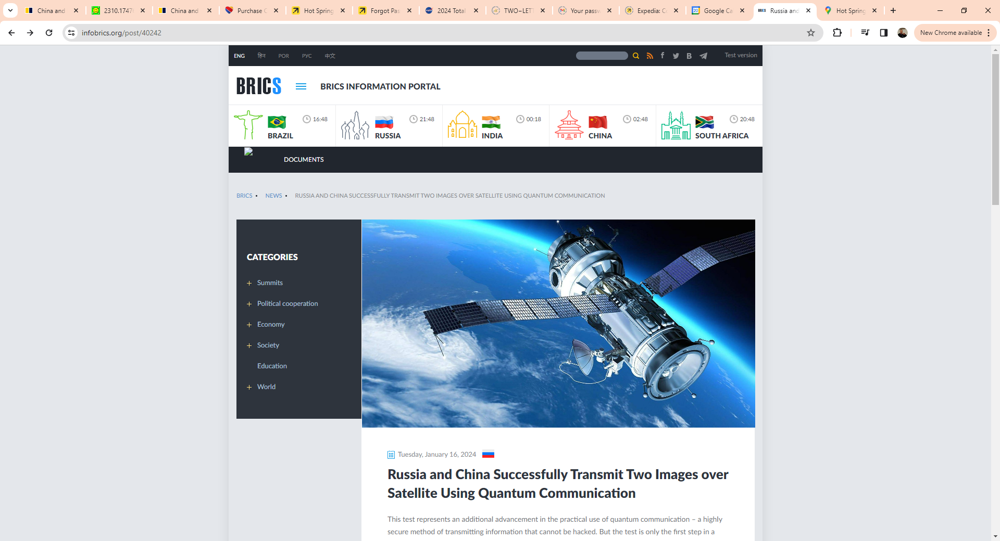 China and
2310.1747
China and
Purchase C
Hot Spring
Forgot Pas
2024 Total
TWO-LETT
Your passw
Expedia: Co
Google Ca
Russia and
Hot Spring
infobrics.org/post/40242
New Chrome available
ENG हिन POR РУС 中文
Test version
BRICS
BRICS INFORMATION PORTAL
16:48
BRAZIL
21:48
RUSSIA
00:18
INDIA
02:48
CHINA
20:48
SOUTH AFRICA
DOCUMENTS
BRICS • NEWS • RUSSIA AND CHINA SUCCESSFULLY TRANSMIT TWO IMAGES OVER SATELLITE USING QUANTUM COMMUNICATION
CATEGORIES
+ Summits
+ Political cooperation
+ Economy
+ Society
Education
+ World
Tuesday, January 16, 2024
Russia and China Successfully Transmit Two Images over
Satellite Using Quantum Communication
This test represents an additional advancement in the practical use of quantum communication – a highly
secure method of transmitting information that cannot be hacked. But the test is only the first step in a